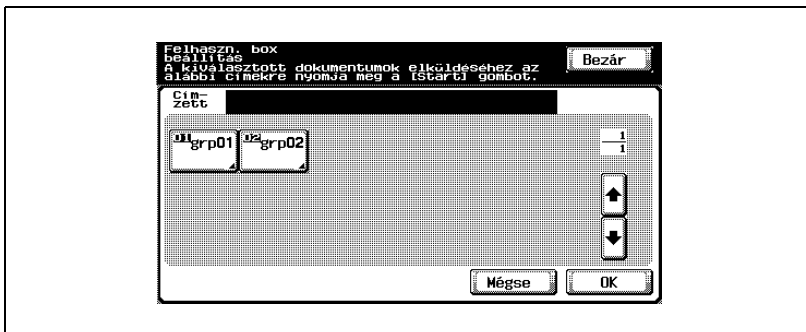 Felhaszn. box
beállítás
A kiválasztott dokumentumok elküldéséhez az
alábbi címekre nyomja meg a [Start] gombot.
Bezár
Cím-
zett
01 grp01
02 grp02
1
1
Mégse
OK